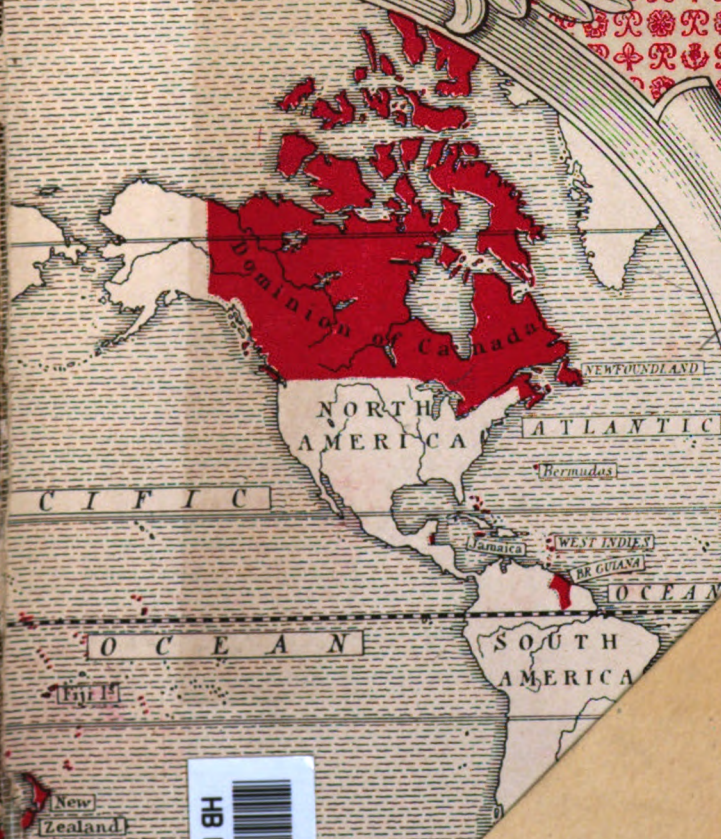 Dominion of Canada
NEWFOUNDLAND
NORTH
AMERICA
ATLANTIC
Bermudas
CIFIC
Jamaica
WEST INDIES
BR GUIANA
OCEAN
OCEAN
SOUTH
AMERICA
Fiji Is
New
Zealand
HB